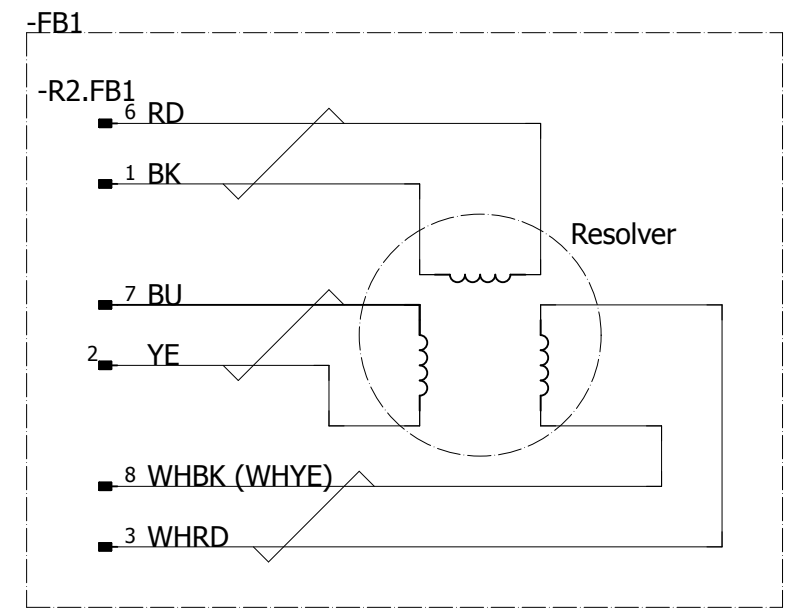 -FB1
-R2.FB1
6 RD
1 BK
Resolver
7 BU
2 YE
8 WHBK (WHYE)
3 WHRD